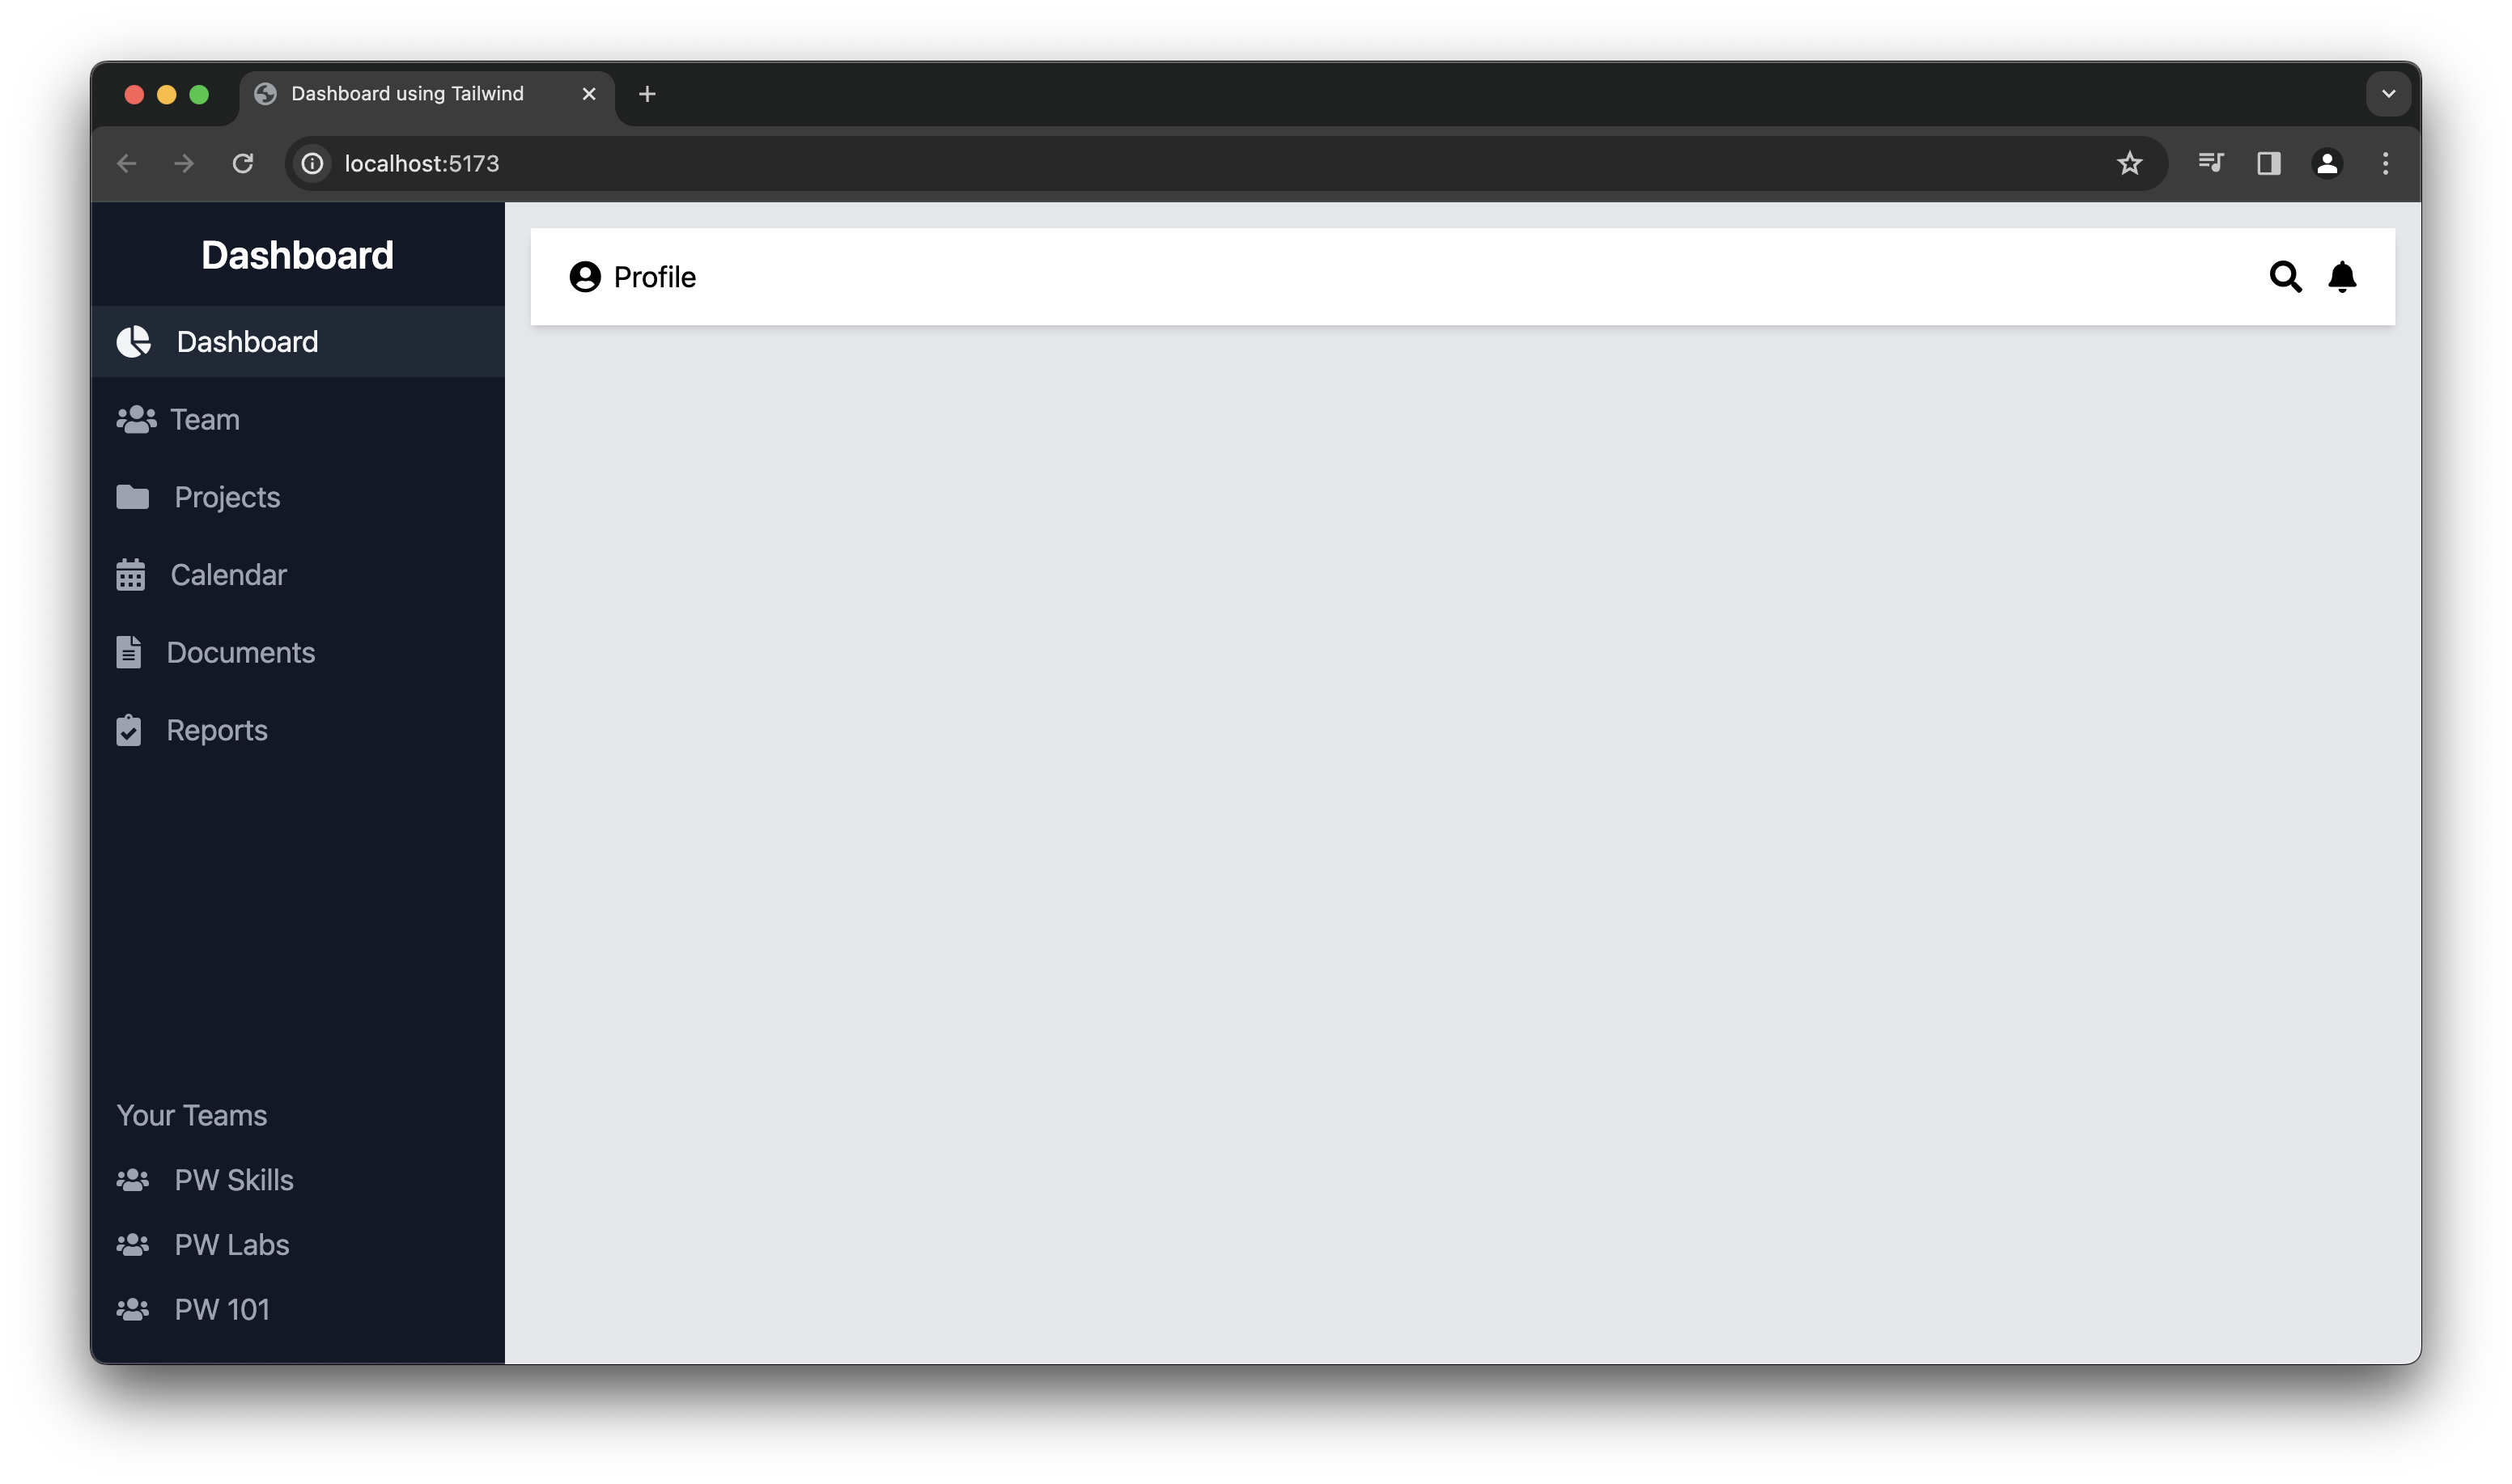 Dashboard using Tailwind
localhost:5173
Dashboard
Dashboard
Team
Projects
Calendar
Documents
Reports
Your Teams
PW Skills
PW Labs
PW 101
Profile